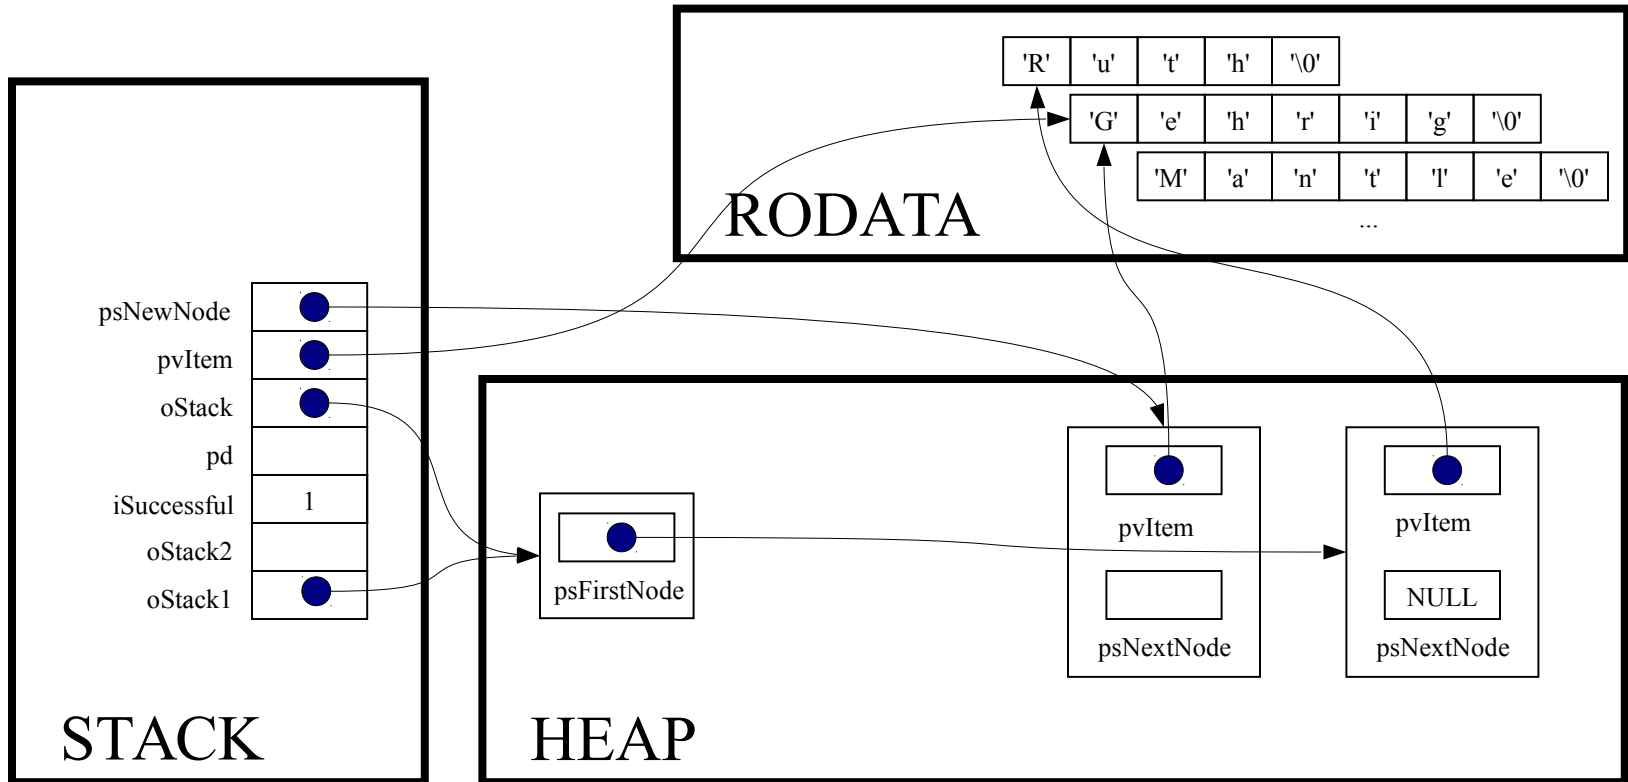 'R' 'u' 't' 'h' '\0'
'G' 'e' 'h' 'r' 'i' 'g' '\0'
'M' 'a' 'n' 't' 'l' 'e' '\0'
...
RODATA
psNewNode
pvItem
oStack
pd
iSuccessful 1
oStack2
oStack1
STACK
psFirstNode
pvItem
psNextNode
pvItem
NULL
psNextNode
HEAP